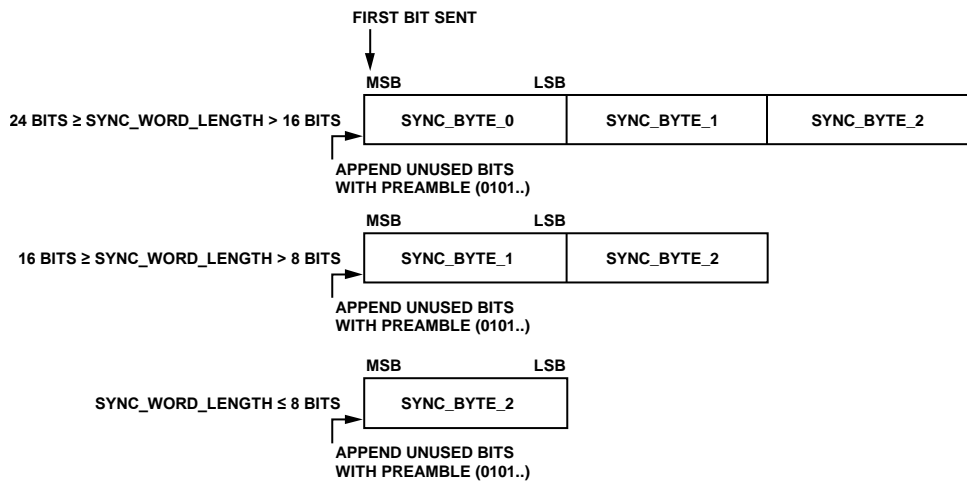 FIRST BIT SENT
MSB LSB
24 BITS ≥ SYNC_WORD_LENGTH > 16 BITS SYNC_BYTE_0 SYNC_BYTE_1 SYNC_BYTE_2
APPEND UNUSED BITS
WITH PREAMBLE (0101..)
MSB LSB
16 BITS ≥ SYNC_WORD_LENGTH > 8 BITS SYNC_BYTE_1 SYNC_BYTE_2
APPEND UNUSED BITS
WITH PREAMBLE (0101..)
MSB LSB
SYNC_WORD_LENGTH ≤ 8 BITS SYNC_BYTE_2
APPEND UNUSED BITS
WITH PREAMBLE (0101..)